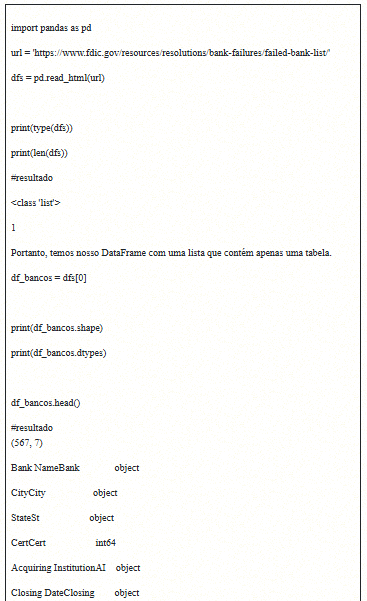 import pandas as pd
url = 'https://www.fdic.gov/resources/resolutions/bank-failures/failed-bank-list/'
dfs = pd.read_html(url)
print(type(dfs))
print(len(dfs))
#resultado
<class 'list'>
1
Portanto, temos nosso DataFrame com uma lista que contém apenas uma tabela.
df_bancos = dfs[0]
print(df_bancos.shape)
print(df_bancos.dtypes)
df_bancos.head()
#resultado
(567, 7)
Bank NameBank object
CityCity object
StateSt object
CertCert int64
Acquiring InstitutionAI object
Closing DateClosing object